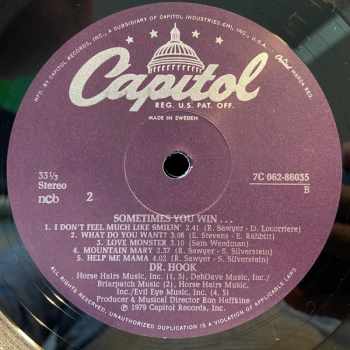 MFD. BY CAPITOL RECORDS, INC., A SUBSIDIARY OF CAPITOL INDUSTRIES-EMI, INC., U.S.A.
Capitol
REG. U.S. PAT. OFF.
MADE IN SWEDEN
33⅓
Stereo
7C 062-86035
B
ncb
2
SOMETIMES YOU WIN . . .
1. I DON'T FEEL MUCH LIKE SMILIN' 2.41 (R. Sawyer - D. Locorriere)
2. WHAT DO YOU WANT? 3.08 (E. Stevens - E. Rabbitt)
3. LOVE MONSTER 3.10 (Sam Weedman)
4. MOUNTAIN MARY 2.37 (R. Sawyer - S. Silverstein)
5. HELP ME MAMA 4.02 (R. Sawyer - S. Silverstein)
DR. HOOK
Horse Hairs Music, Inc. (1, 5), DebDave Music, Inc./
Briarpatch Music (2), Horse Hairs Music,
Inc./Evil Eye Music (4, 5)
Producer & Musical Director Ron Haffkine
℗ 1979 Capitol Records, Inc.
ALL RIGHTS RESERVED. UNAUTHORIZED DUPLICATION IS A VIOLATION OF APPLICABLE LAWS